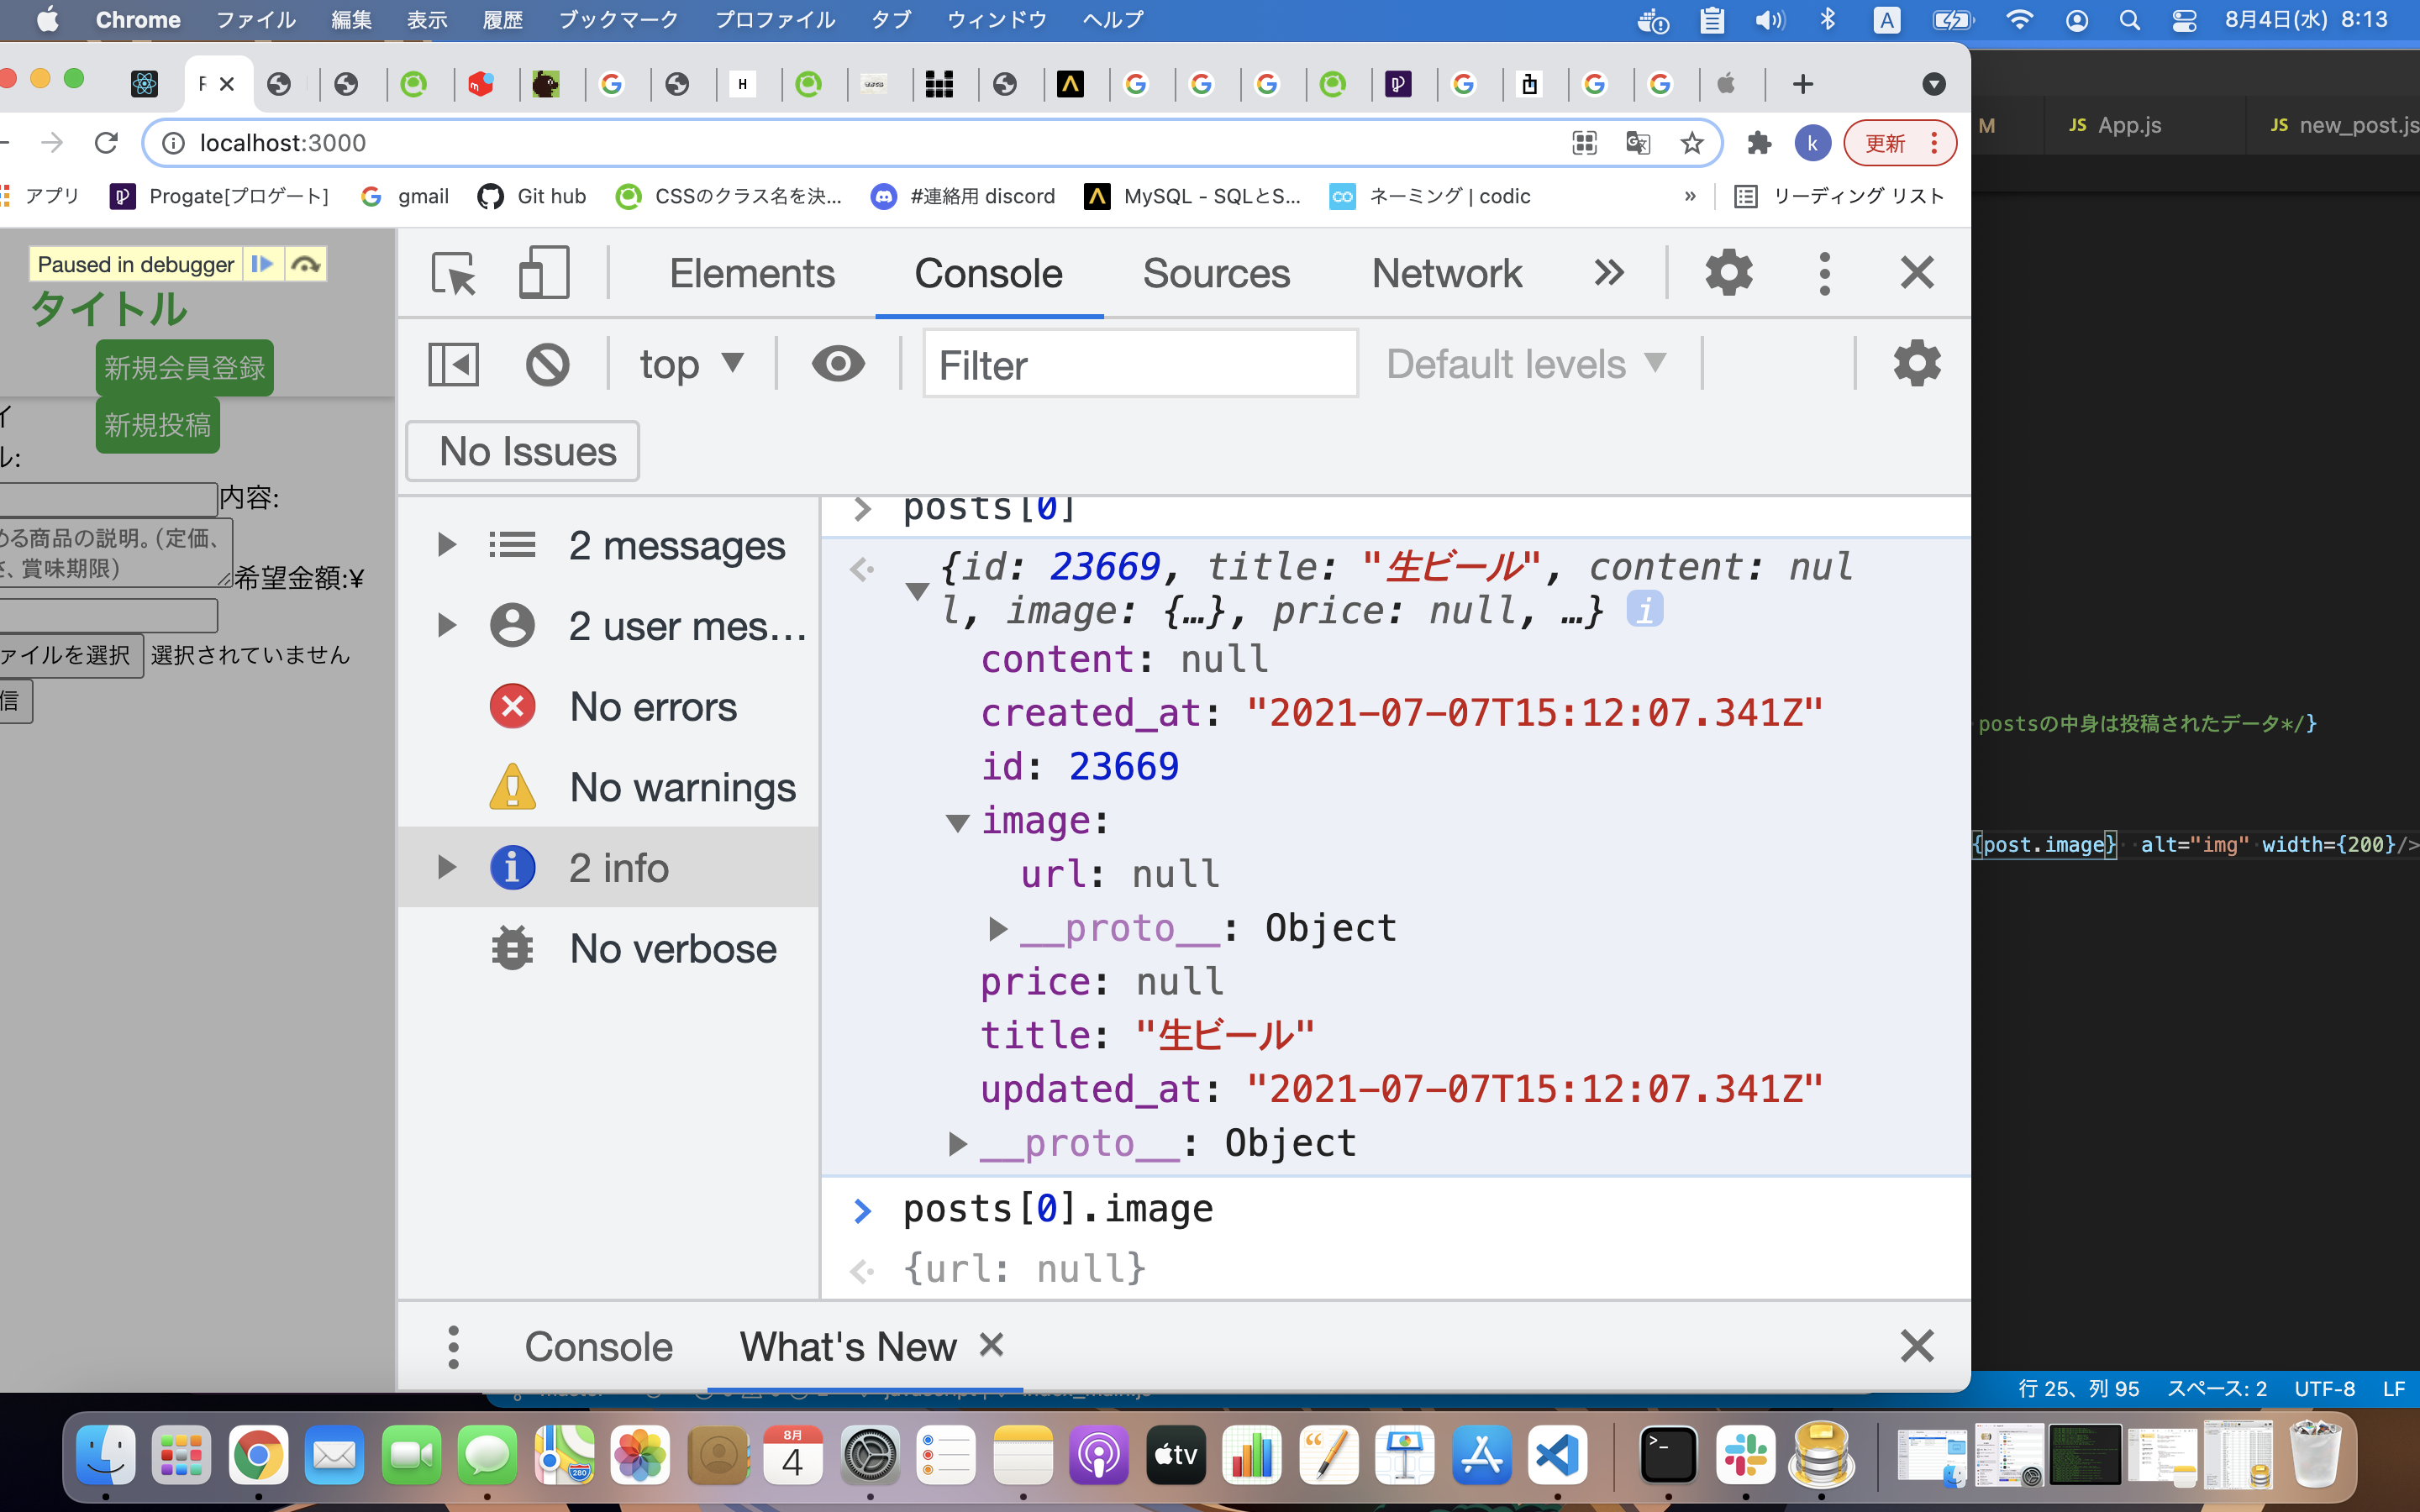 Chrome ファイル 編集 表示 履歴 ブックマーク プロファイル タブ ウィンドウ ヘルプ A 8月4日(水) 8:13
localhost:3000 k 更新
アプリ Progate[プロゲート] gmail Git hub CSSのクラス名を決... #連絡用 discord MySQL - SQLとS... ネーミング | codic » リーディング リスト
M JS App.js JS new_post.js
Paused in debugger
タイトル
新規会員登録
イ 新規投稿
ル:
内容:
める商品の説明。(定価、
さ、賞味期限)
希望金額:¥
ァイルを選択 選択されていません
信
Elements Console Sources Network
top ▼ Filter Default levels ▼
No Issues
2 messages
2 user mes...
No errors
No warnings
2 info
No verbose
posts[0]
{id: 23669, title: "生ビール", content: nul
l, image: {…}, price: null, …} i
content: null
created_at: "2021-07-07T15:12:07.341Z"
id: 23669
image:
url: null
__proto__: Object
price: null
title: "生ビール"
updated_at: "2021-07-07T15:12:07.341Z"
__proto__: Object
posts[0].image
{url: null}
Console What's New
postsの中身は投稿されたデータ*/}
{post.image} alt="img" width={200}/>
行 25、列 95 スペース: 2 UTF-8 LF
8月
4
tv
280